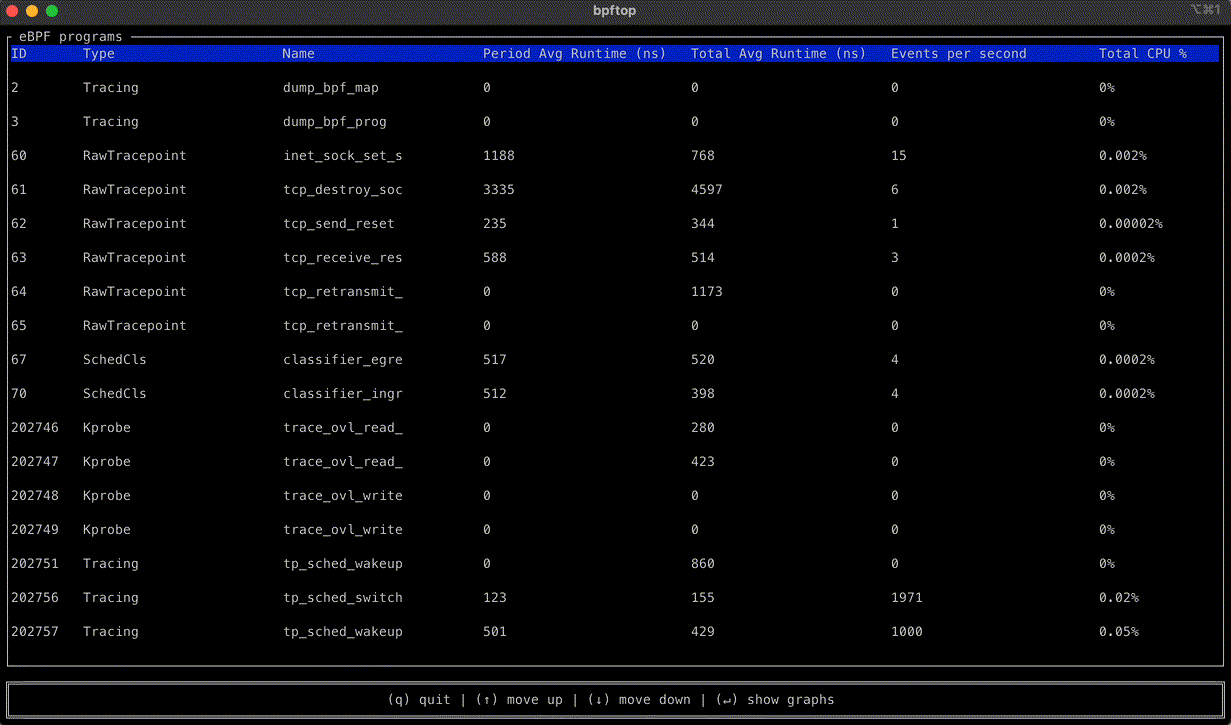 bpftop ⌥⌘1
eBPF programs
ID Type Name Period Avg Runtime (ns) Total Avg Runtime (ns) Events per second Total CPU %
2 Tracing dump_bpf_map 0 0 0 0%
3 Tracing dump_bpf_prog 0 0 0 0%
60 RawTracepoint inet_sock_set_s 1188 768 15 0.002%
61 RawTracepoint tcp_destroy_soc 3335 4597 6 0.002%
62 RawTracepoint tcp_send_reset 235 344 1 0.00002%
63 RawTracepoint tcp_receive_res 588 514 3 0.0002%
64 RawTracepoint tcp_retransmit_ 0 1173 0 0%
65 RawTracepoint tcp_retransmit_ 0 0 0 0%
67 SchedCls classifier_egre 517 520 4 0.0002%
70 SchedCls classifier_ingr 512 398 4 0.0002%
202746 Kprobe trace_ovl_read_ 0 280 0 0%
202747 Kprobe trace_ovl_read_ 0 423 0 0%
202748 Kprobe trace_ovl_write 0 0 0 0%
202749 Kprobe trace_ovl_write 0 0 0 0%
202751 Tracing tp_sched_wakeup 0 860 0 0%
202756 Tracing tp_sched_switch 123 155 1971 0.02%
202757 Tracing tp_sched_wakeup 501 429 1000 0.05%
(q) quit | (↑) move up | (↓) move down | (↵) show graphs